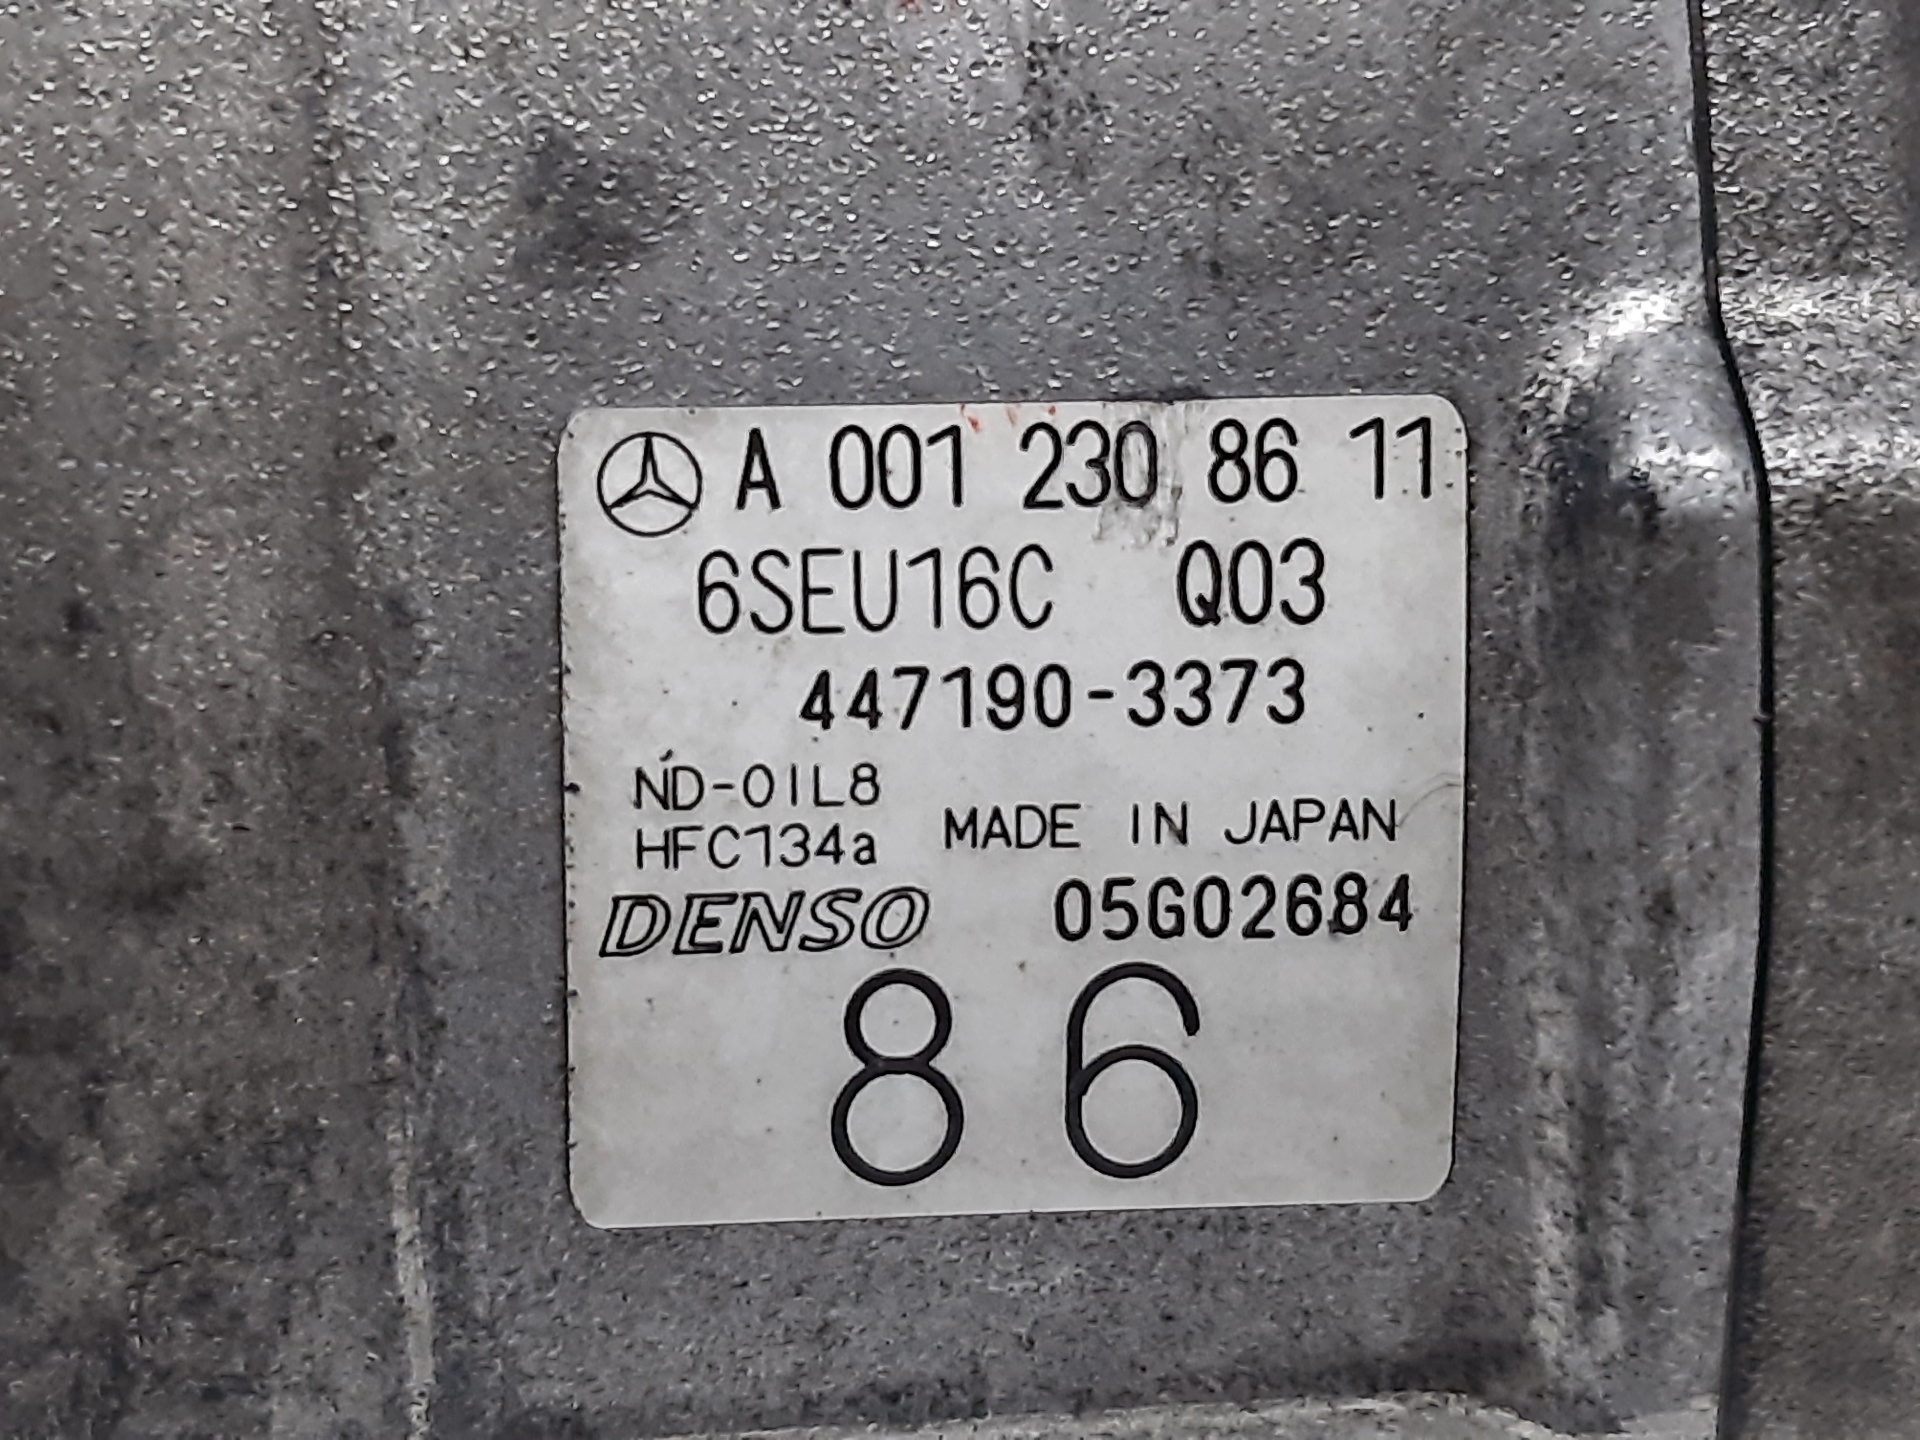 A 001 230 86 11
6SEU16C Q03
447190-3373
ND-OIL8
HFC134a MADE IN JAPAN
DENSO 05G02684
86